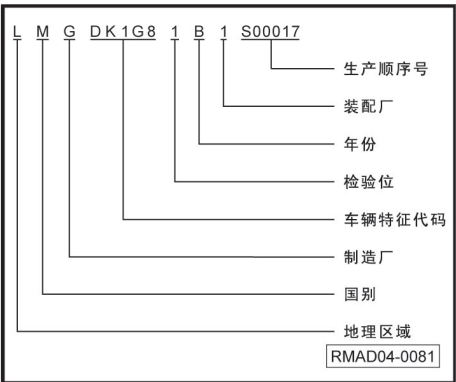 L M G DK1G8 1 B 1 S00017
生产顺序号
装配厂
年份
检验位
车辆特征代码
制造厂
国别
地理区域
RMAD04-0081